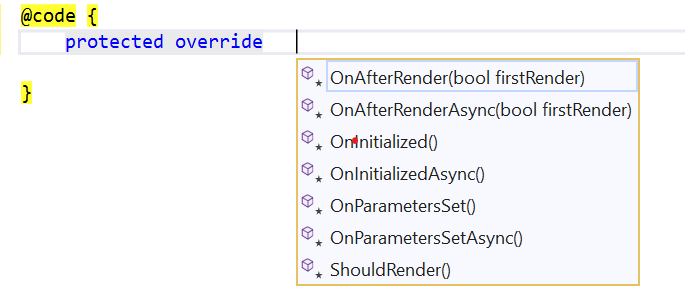 @code {
protected override
OnAfterRender(bool firstRender)
OnAfterRenderAsync(bool firstRender)
OnInitialized()
OnInitializedAsync()
OnParametersSet()
OnParametersSetAsync()
ShouldRender()
}